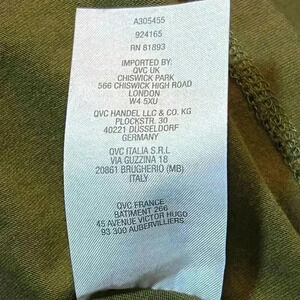 A305455
924165
RN 81893
IMPORTED BY:
QVC UK
CHISWICK PARK
566 CHISWICK HIGH ROAD
LONDON
W4 5XU
QVC HANDEL LLC & CO. KG
PLOCKSTR. 30
40221 DÜSSELDORF
GERMANY
QVC ITALIA S.R.L
VIA GUZZINA 18
20861 BRUGHERIO (MB)
ITALY
QVC FRANCE
BATIMENT 266
45 AVENUE VICTOR HUGO
93 300 AUBERVILLIERS